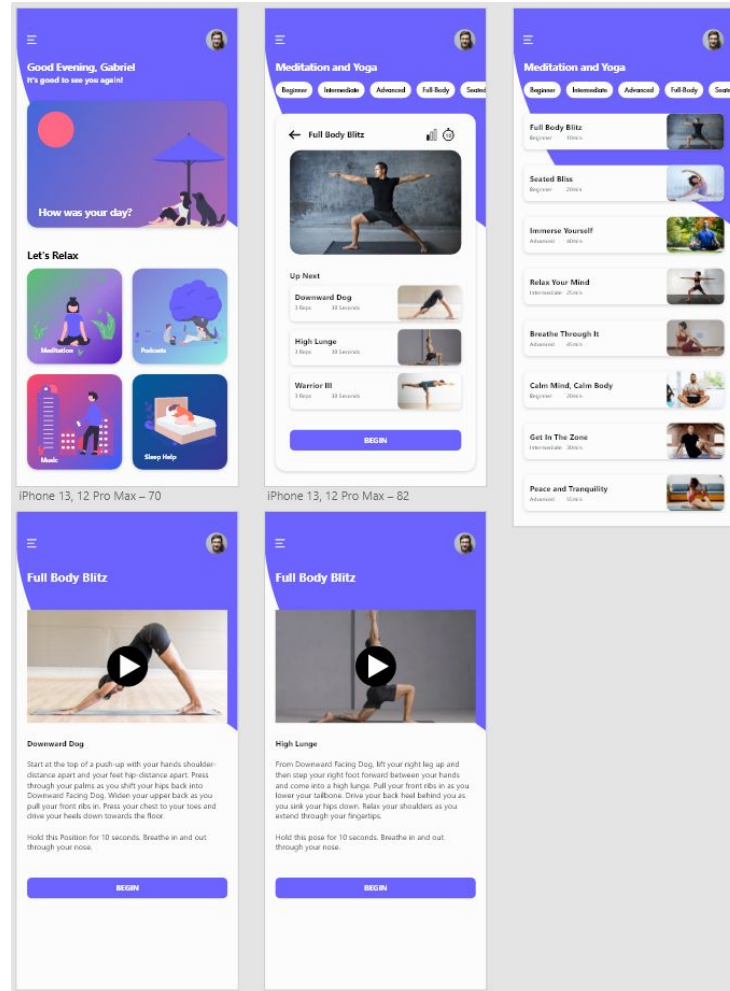 Good Evening, Gabriel
It's good to see you again!
How was your day?
Let's Relax
Meditation
Podcasts
Music
Sleep Help
iPhone 13, 12 Pro Max – 70
Meditation and Yoga
Beginner Intermediate Advanced Full-Body Seated
Full Body Blitz
10
Up Next
Downward Dog
3 Reps 30 Seconds
High Lunge
3 Reps 30 Seconds
Warrior III
3 Reps 30 Seconds
BEGIN
iPhone 13, 12 Pro Max – 82
Meditation and Yoga
Beginner Intermediate Advanced Full-Body Seate
Full Body Blitz
Beginner 10min
Seated Bliss
Beginner 20min
Immerse Yourself
Advanced 40min
Relax Your Mind
Intermediate 25min
Breathe Through It
Advanced 45min
Calm Mind, Calm Body
Beginner 20min
Get In The Zone
Intermediate 30min
Peace and Tranquility
Advanced 55min
Full Body Blitz
Downward Dog
Start at the top of a push-up with your hands shoulder-
distance apart and your feet hip-distance apart. Press
through your palms as you shift your hips back into
Downward Facing Dog. Widen your upper back as you
pull your front ribs in. Press your chest to your toes and
drive your heels down towards the floor.
Hold this Position for 10 seconds. Breathe in and out
through your nose.
BEGIN
Full Body Blitz
High Lunge
From Downward Facing Dog, lift your right leg up and
then step your right foot forward between your hands
and come into a high lunge. Pull your front ribs in as you
lower your tailbone. Drive your back heel behind you as
you sink your hips down. Relax your shoulders as you
extend through your fingertips.
Hold this pose for 10 seconds. Breathe in and out
through your nose.
BEGIN